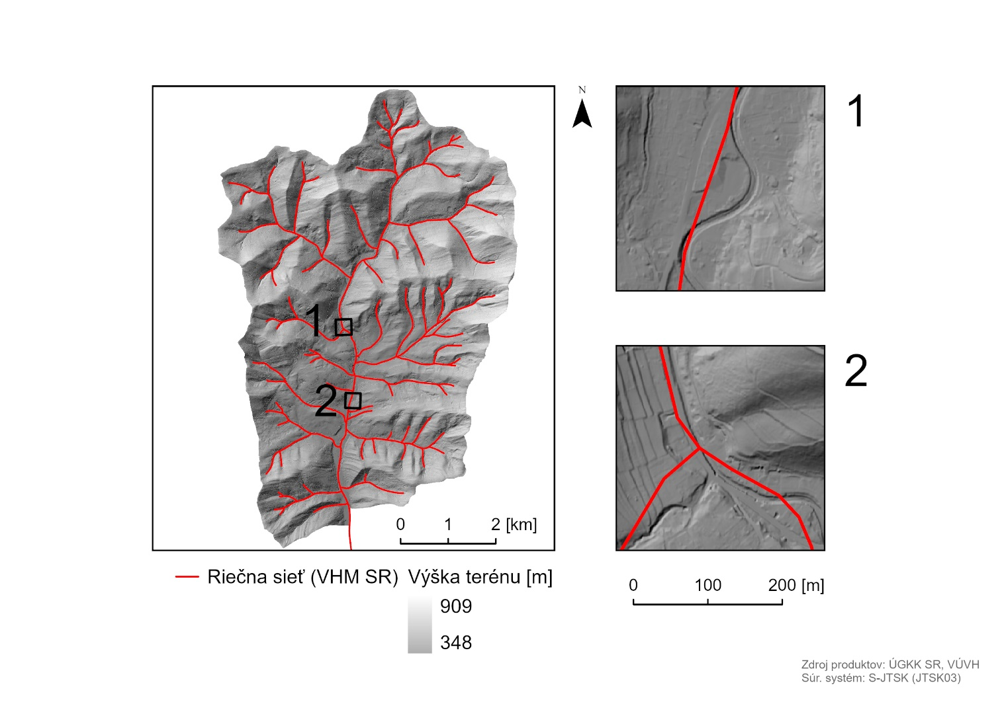 N
1
1
2
2
0 1 2 [km]
Riečna sieť (VHM SR) Výška terénu [m]
909
348
0 100 200 [m]
Zdroj produktov: ÚGKK SR, VÚVH
Súr. systém: S-JTSK (JTSK03)